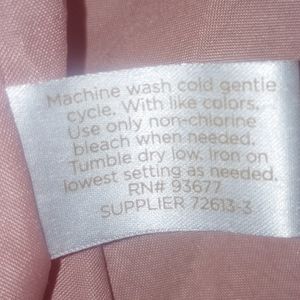 Machine wash cold gentle
cycle. With like colors.
Use only non-chlorine
bleach when needed.
Tumble dry low. Iron on
lowest setting as needed.
RN# 93677
SUPPLIER 72613-3